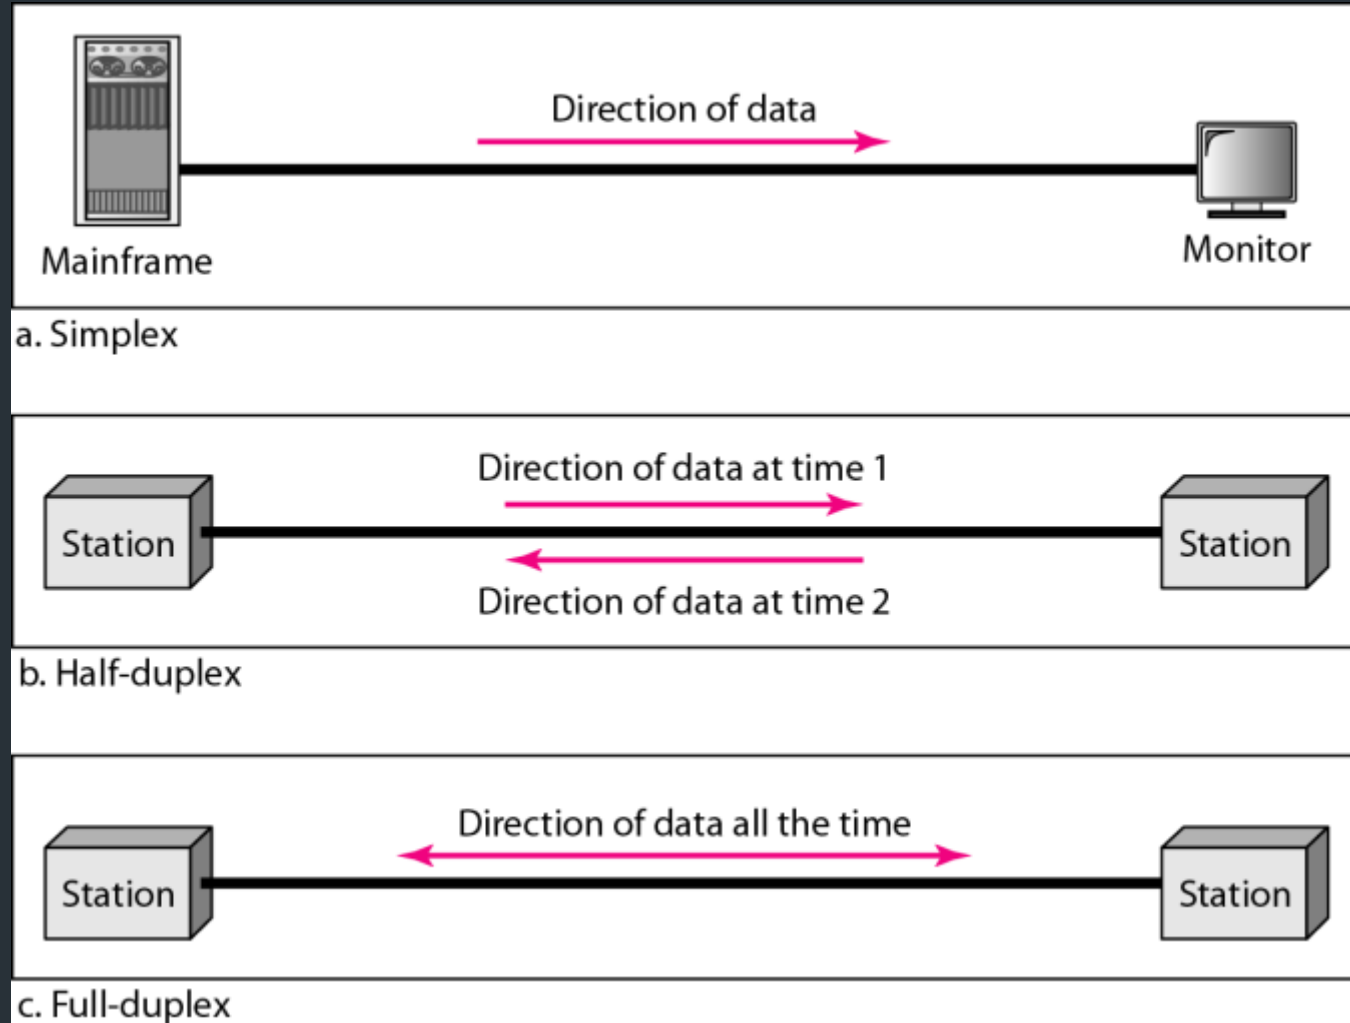 Direction of data
Mainframe
Monitor
a. Simplex
Direction of data at time 1
Station
Station
Direction of data at time 2
b. Half-duplex
Direction of data all the time
Station
Station
c. Full-duplex